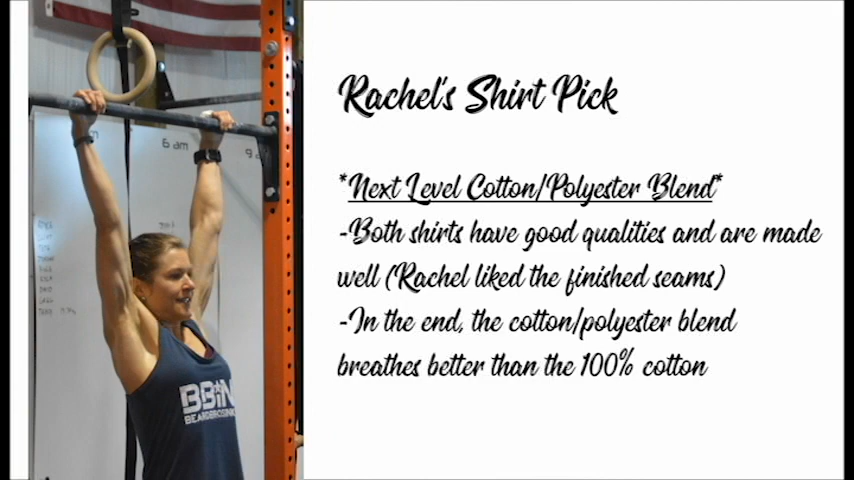 Rachel's Shirt Pick
*Next Level Cotton/Polyester Blend*
-Both shirts have good qualities and are made
well (Rachel liked the finished seams)
-In the end, the cotton/polyester blend
breathes better than the 100% cotton
6 am
9
BBiN
BEARDBROSINK